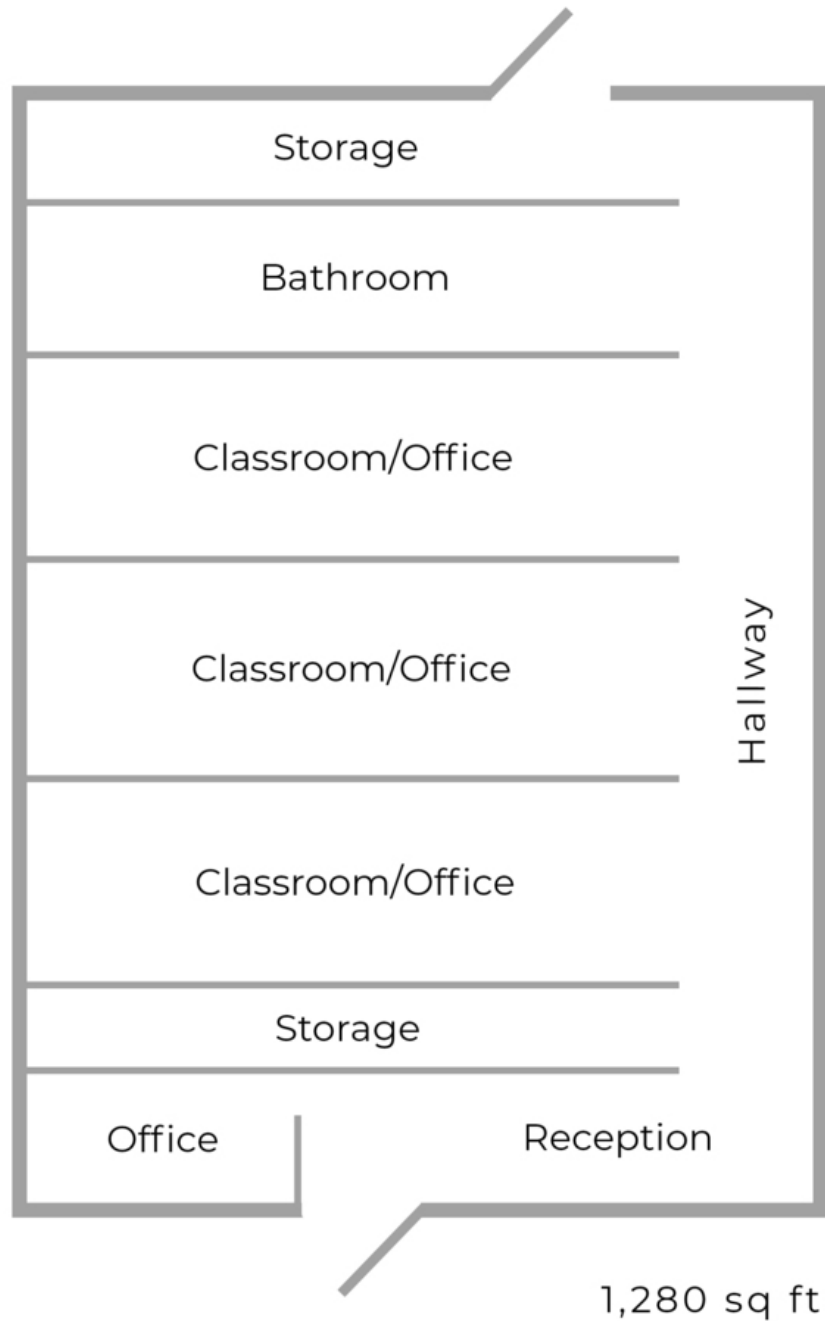 Storage
Bathroom
Classroom/Office
Classroom/Office
Hallway
Classroom/Office
Storage
Office
Reception
1,280 sq ft